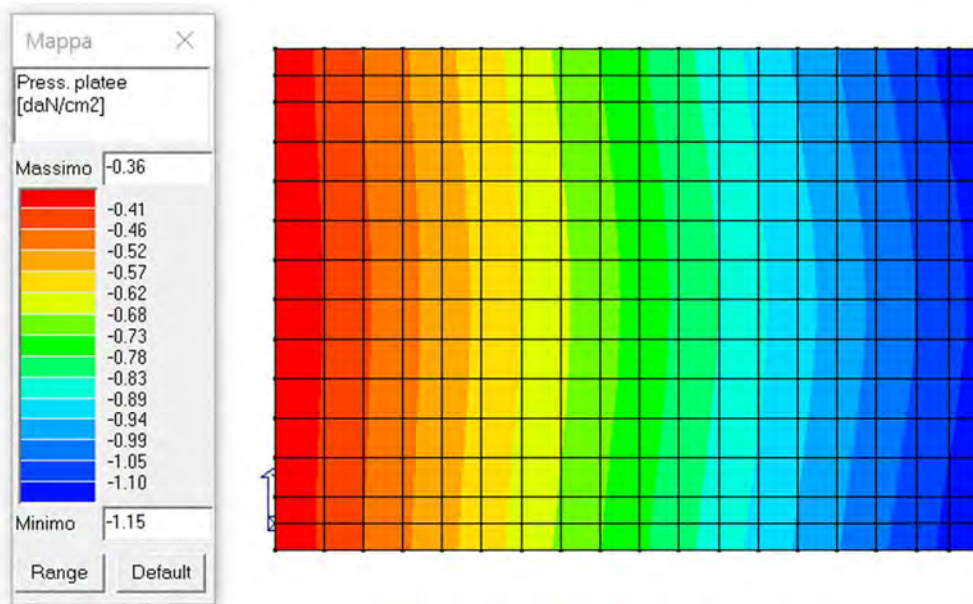 Mappa
Press. platee
[daN/cm2]
Massimo -0.36
-0.41
-0.46
-0.52
-0.57
-0.62
-0.68
-0.73
-0.78
-0.83
-0.89
-0.94
-0.99
-1.05
-1.10
Minimo -1.15
Range Default